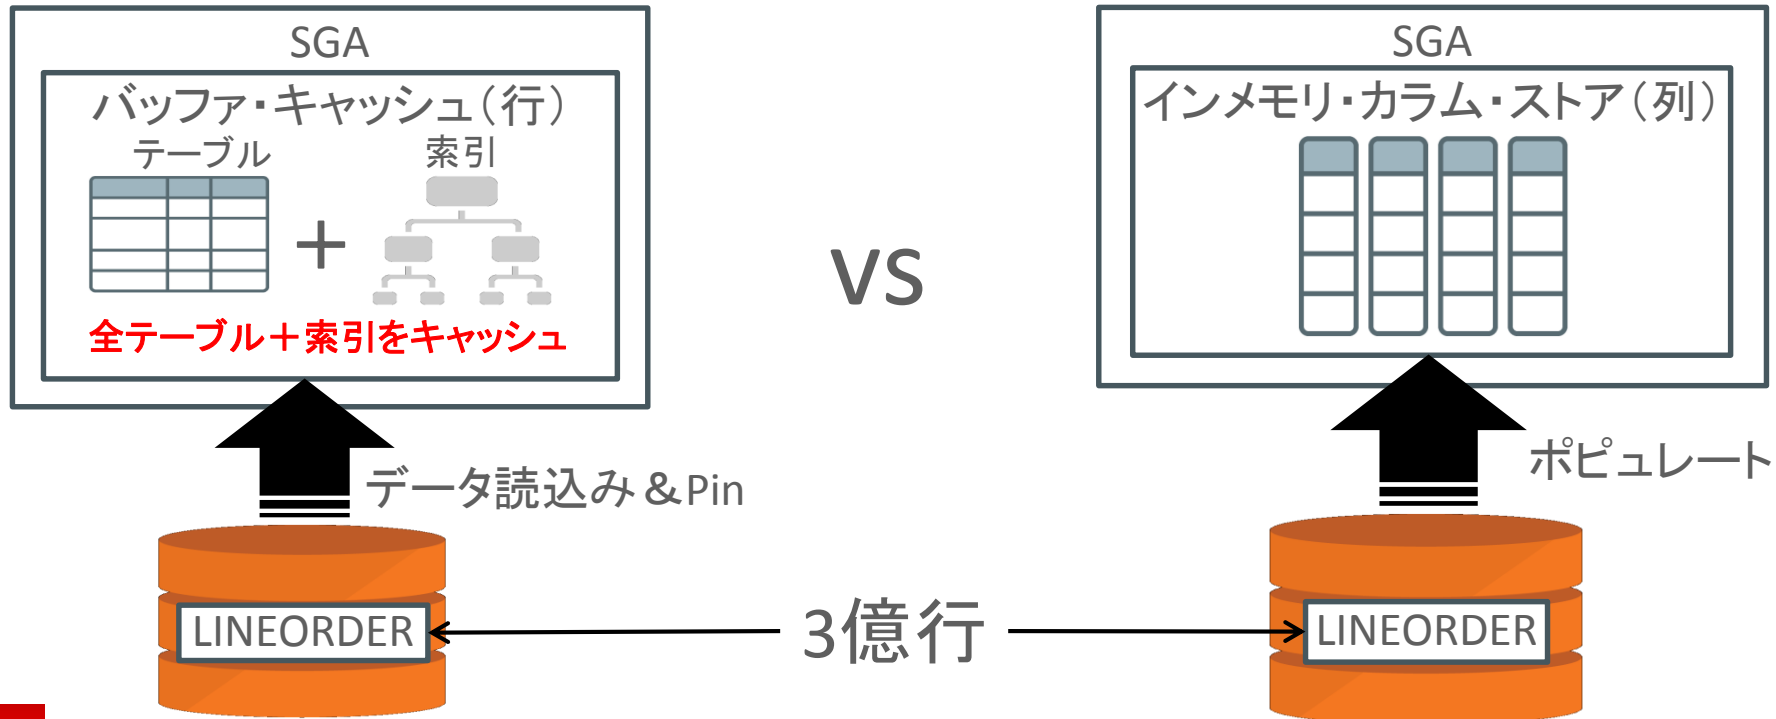 SGA
バッファ・キャッシュ(行)
テーブル
索引
+
全テーブル+索引をキャッシュ
データ読込み&Pin
LINEORDER
vs
3億行
SGA
インメモリ・カラム・ストア(列)
ポピュレート
LINEORDER